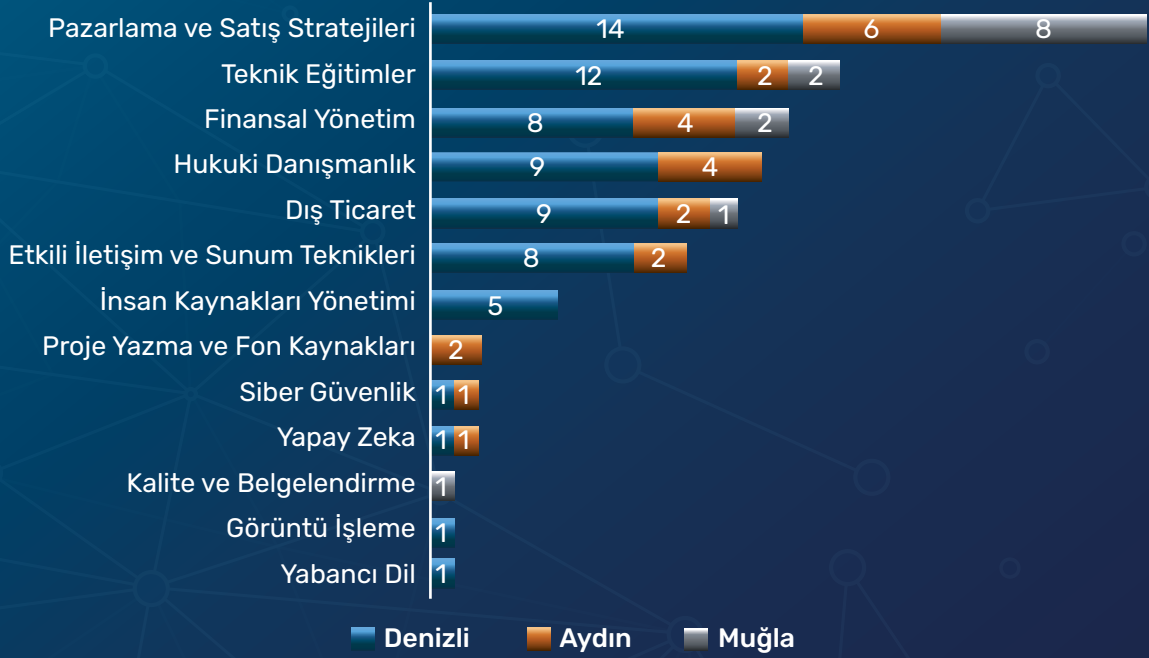 Pazarlama ve Satış Stratejileri 14 6 8
Teknik Eğitimler 12 2 2
Finansal Yönetim 8 4 2
Hukuki Danışmanlık 9 4
Dış Ticaret 9 2 1
Etkili İletişim ve Sunum Teknikleri 8 2
İnsan Kaynakları Yönetimi 5
Proje Yazma ve Fon Kaynakları 2
Siber Güvenlik 1 1
Yapay Zeka 1 1
Kalite ve Belgelendirme 1
Görüntü İşleme 1
Yabancı Dil 1
Denizli Aydın Muğla